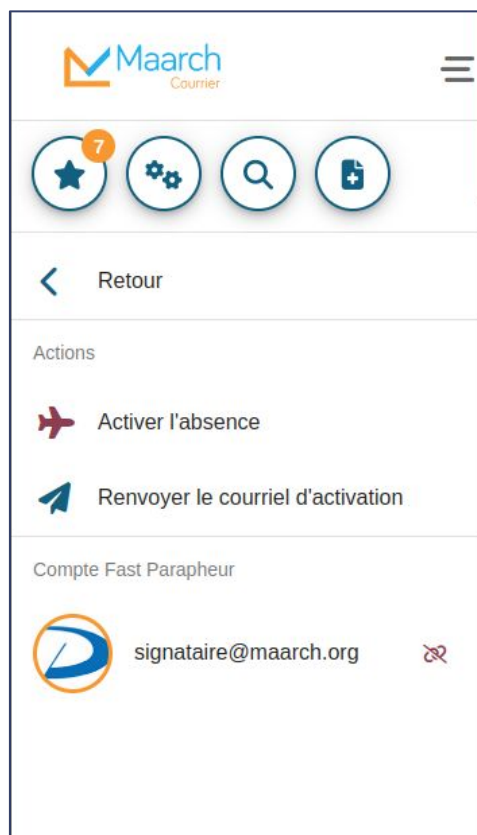 Maarch
Courrier
7
Retour
Actions
Activer l'absence
Renvoyer le courriel d'activation
Compte Fast Parapheur
signataire@maarch.org